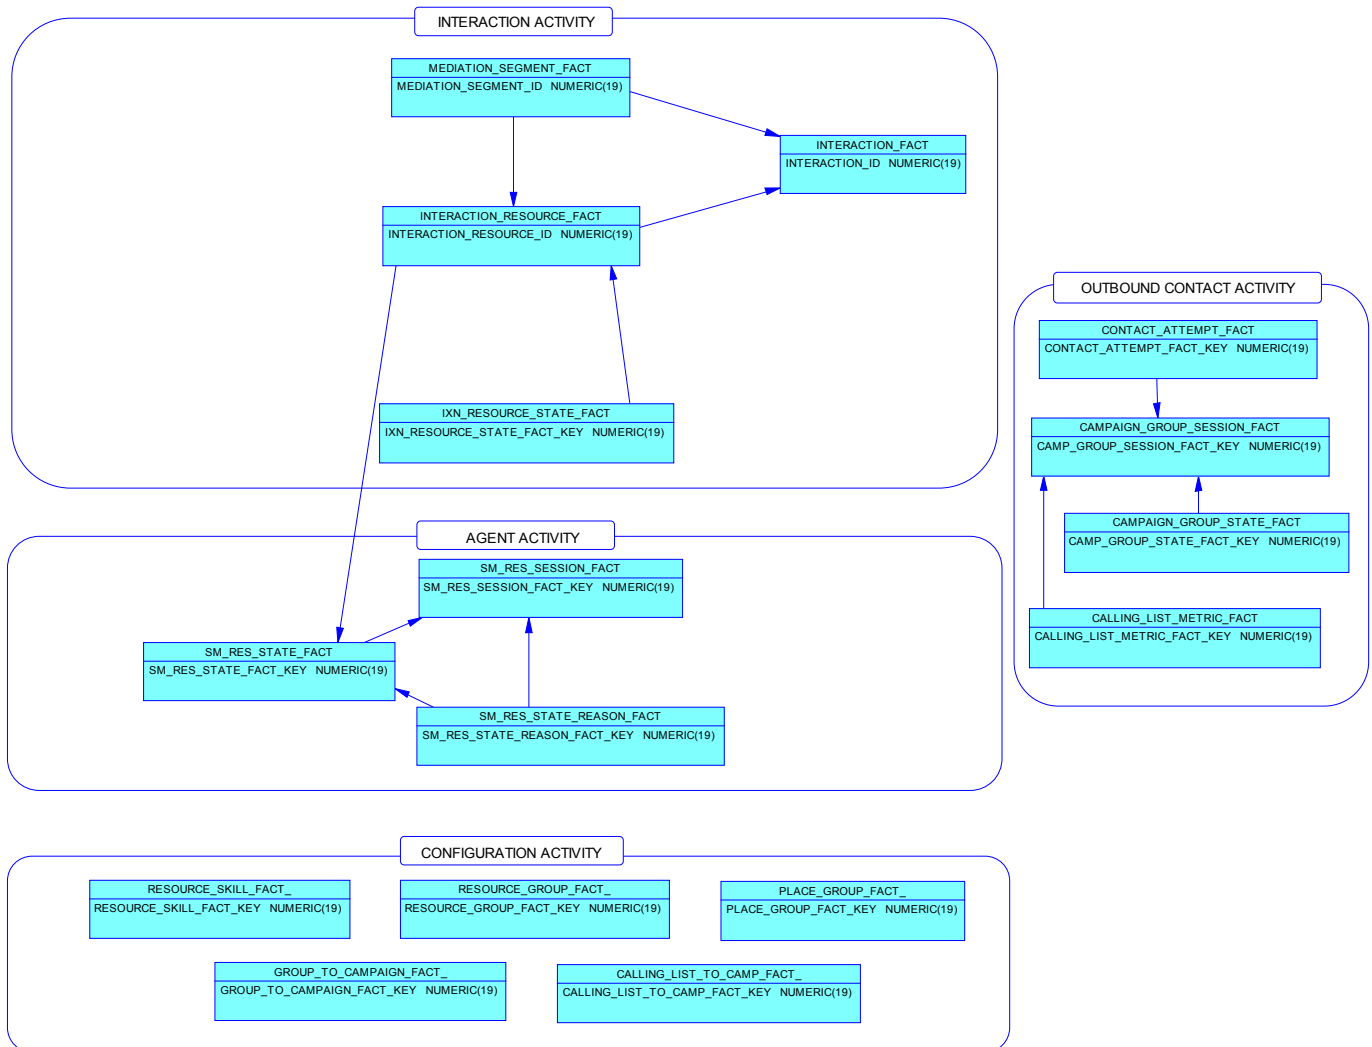 INTERACTION ACTIVITY
MEDIATION_SEGMENT_FACT
MEDIATION_SEGMENT_ID NUMERIC(19)
INTERACTION_FACT
INTERACTION_ID NUMERIC(19)
INTERACTION_RESOURCE_FACT
INTERACTION_RESOURCE_ID NUMERIC(19)
IXN_RESOURCE_STATE_FACT
IXN_RESOURCE_STATE_FACT_KEY NUMERIC(19)
OUTBOUND CONTACT ACTIVITY
CONTACT_ATTEMPT_FACT
CONTACT_ATTEMPT_FACT_KEY NUMERIC(19)
CAMPAIGN_GROUP_SESSION_FACT
CAMP_GROUP_SESSION_FACT_KEY NUMERIC(19)
CAMPAIGN_GROUP_STATE_FACT
CAMP_GROUP_STATE_FACT_KEY NUMERIC(19)
CALLING_LIST_METRIC_FACT
CALLING_LIST_METRIC_FACT_KEY NUMERIC(19)
AGENT ACTIVITY
SM_RES_SESSION_FACT
SM_RES_SESSION_FACT_KEY NUMERIC(19)
SM_RES_STATE_FACT
SM_RES_STATE_FACT_KEY NUMERIC(19)
SM_RES_STATE_REASON_FACT
SM_RES_STATE_REASON_FACT_KEY NUMERIC(19)
CONFIGURATION ACTIVITY
RESOURCE_SKILL_FACT_
RESOURCE_SKILL_FACT_KEY NUMERIC(19)
RESOURCE_GROUP_FACT_
RESOURCE_GROUP_FACT_KEY NUMERIC(19)
PLACE_GROUP_FACT_
PLACE_GROUP_FACT_KEY NUMERIC(19)
GROUP_TO_CAMPAIGN_FACT_
GROUP_TO_CAMPAIGN_FACT_KEY NUMERIC(19)
CALLING_LIST_TO_CAMP_FACT_
CALLING_LIST_TO_CAMP_FACT_KEY NUMERIC(19)